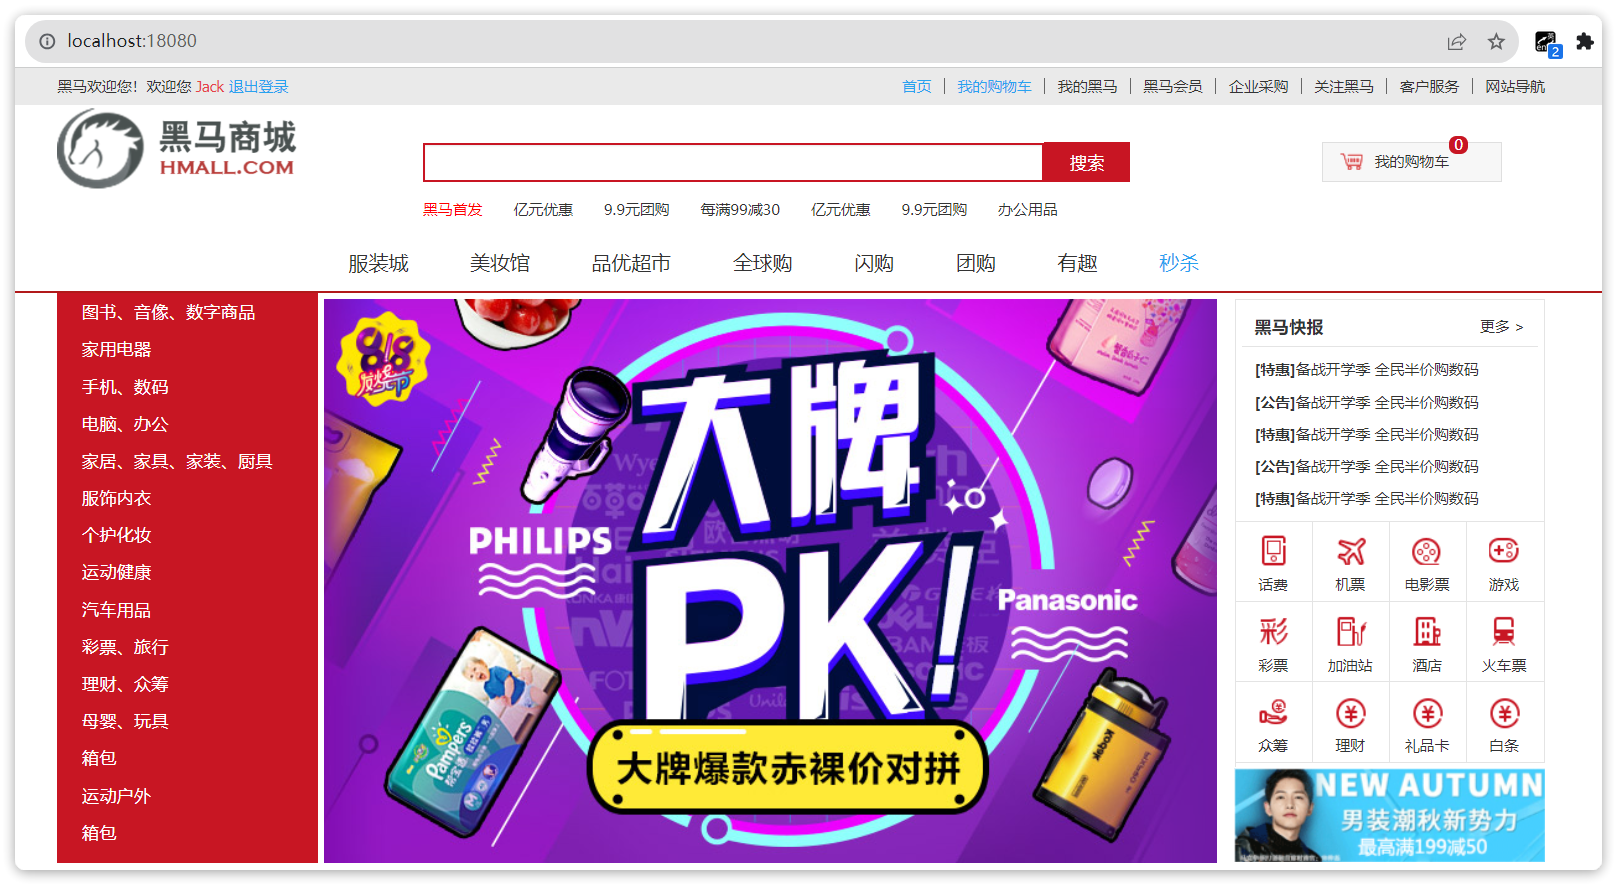 localhost:18080
2
黑马欢迎您！欢迎您 Jack 退出登录
首页 我的购物车 我的黑马 黑马会员 企业采购 关注黑马 客户服务 网站导航
黑马商城
HMALL.COM
搜索
我的购物车 0
黑马首发 亿元优惠 9.9元团购 每满99减30 亿元优惠 9.9元团购 办公用品
服装城 美妆馆 品优超市 全球购 闪购 团购 有趣 秒杀
图书、音像、数字商品
家用电器
手机、数码
电脑、办公
家居、家具、家装、厨具
服饰内衣
个护化妆
运动健康
汽车用品
彩票、旅行
理财、众筹
母婴、玩具
箱包
运动户外
箱包
大牌
PK!
PHILIPS
Panasonic
Pampers
Kodak
大牌爆款赤裸价对拼
黑马快报 更多 >
[特惠]备战开学季 全民半价购数码
[公告]备战开学季 全民半价购数码
[特惠]备战开学季 全民半价购数码
[公告]备战开学季 全民半价购数码
[特惠]备战开学季 全民半价购数码
话费 机票 电影票 游戏
彩票 加油站 酒店 火车票
众筹 理财 礼品卡 白条
NEW AUTUMN
男装潮秋新势力
最高满199减50